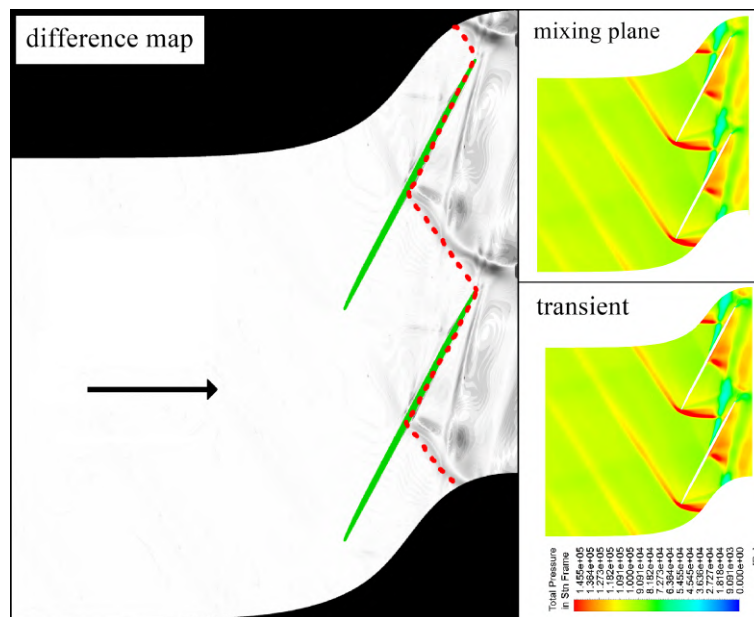 difference map
mixing plane
transient
Total Pressure
in Stn Frame
1.455e+05
1.364e+05
1.273e+05
1.182e+05
1.091e+05
1.000e+05
9.091e+04
8.182e+04
7.273e+04
6.364e+04
5.455e+04
4.545e+04
3.636e+04
2.727e+04
1.818e+04
9.091e+03
0.000e+00